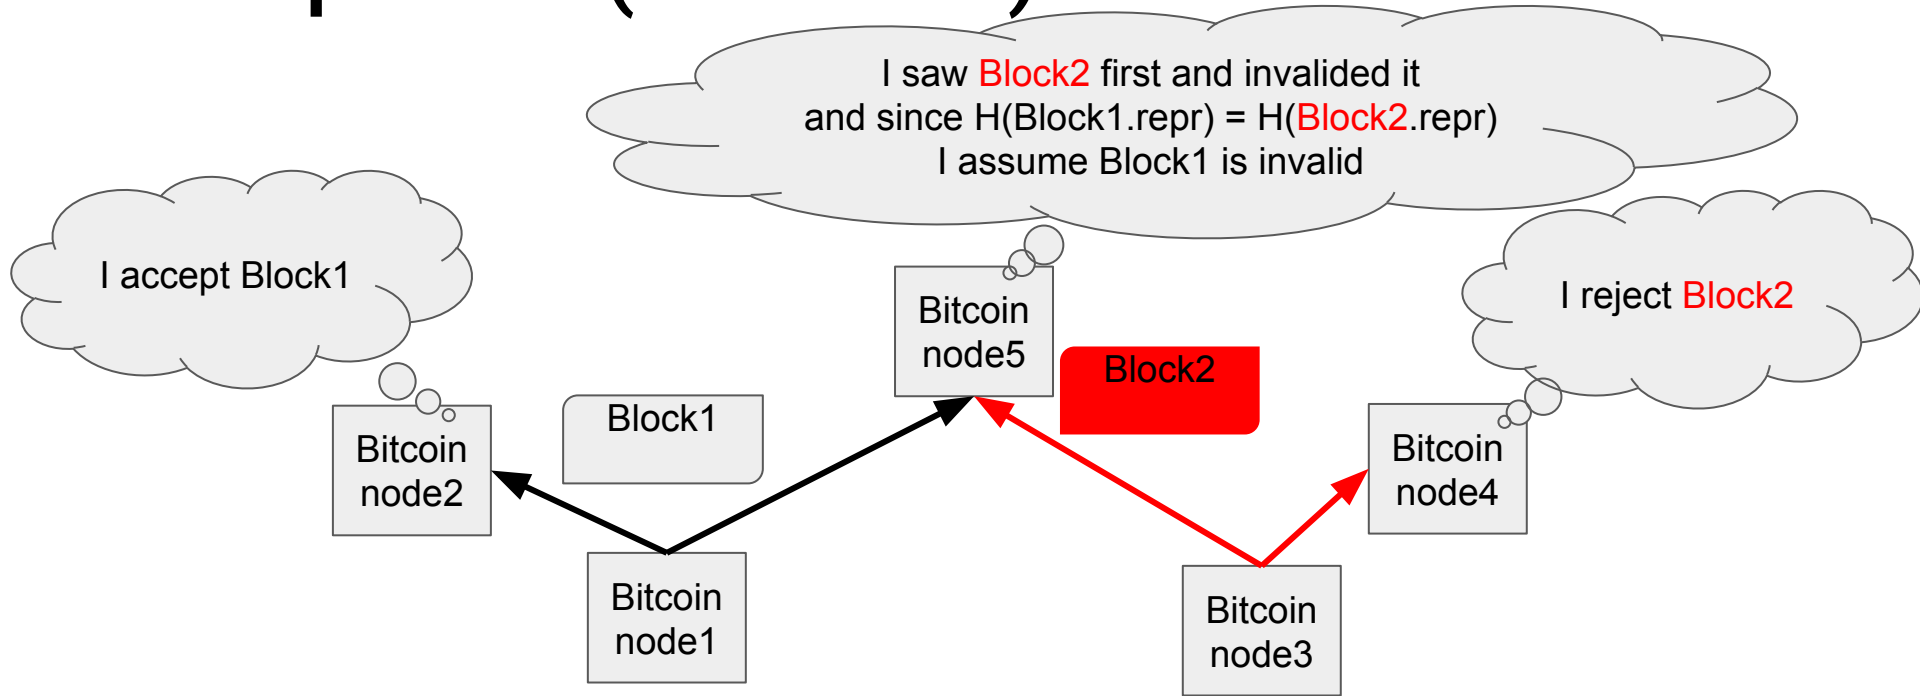 I saw Block2 first and invalided it
and since H(Block1.repr) = H(Block2.repr)
I assume Block1 is invalid
I accept Block1
I reject Block2
Bitcoin
node5
Block2
Block1
Bitcoin
node2
Bitcoin
node4
Bitcoin
node1
Bitcoin
node3